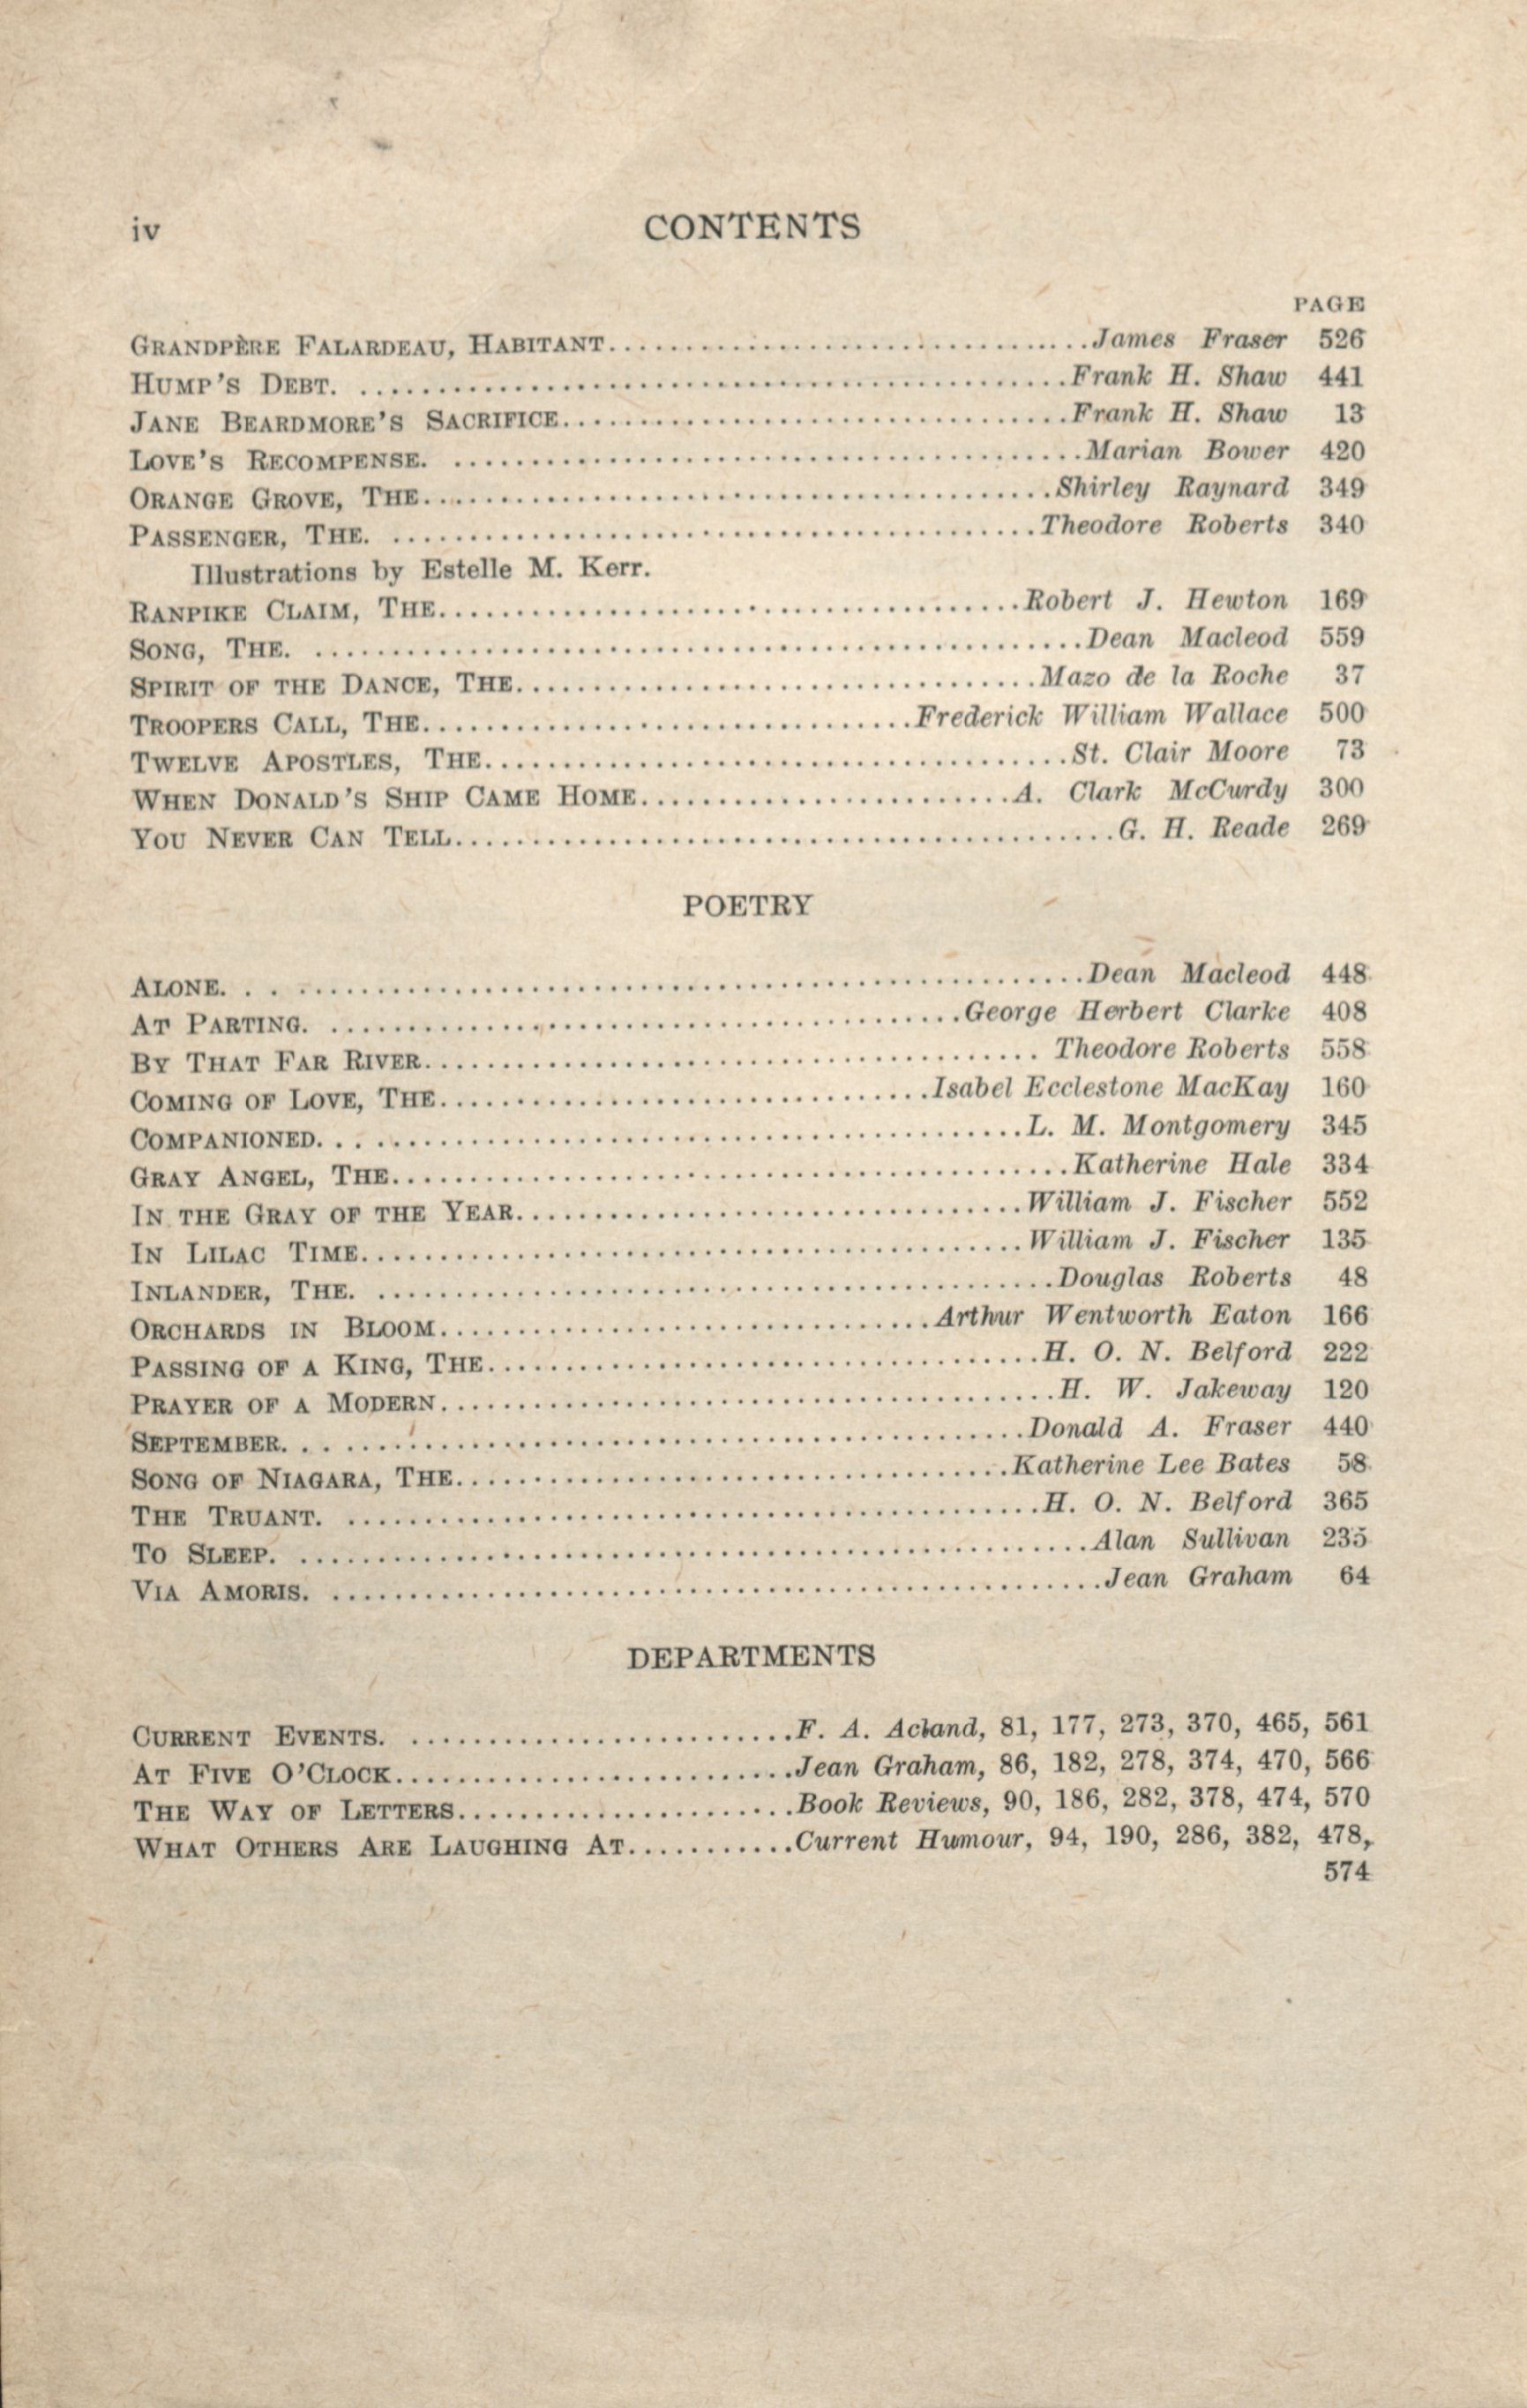 iv CONTENTS
PAGE
GRANDPÈRE FALARDEAU, HABITANT. . . . . . . . . . James Fraser 526
HUMP'S DEBT. . . . . . . . . . Frank H. Shaw 441
JANE BEARDMORE'S SACRIFICE. . . . . . . . . . Frank H. Shaw 13
LOVE'S RECOMPENSE. . . . . . . . . . Marian Bower 420
ORANGE GROVE, THE. . . . . . . . . . Shirley Raynard 349
PASSENGER, THE. . . . . . . . . . Theodore Roberts 340
Illustrations by Estelle M. Kerr.
RANPIKE CLAIM, THE. . . . . . . . . . Robert J. Hewton 169
SONG, THE. . . . . . . . . . Dean Macleod 559
SPIRIT OF THE DANCE, THE. . . . . . . . . . Mazo de la Roche 37
TROOPERS CALL, THE. . . . . . . . . . Frederick William Wallace 500
TWELVE APOSTLES, THE. . . . . . . . . . St. Clair Moore 73
WHEN DONALD'S SHIP CAME HOME. . . . . . . . . . A. Clark McCurdy 300
YOU NEVER CAN TELL. . . . . . . . . . G. H. Reade 269
POETRY
ALONE. . . . . . . . . . Dean Macleod 448
AT PARTING. . . . . . . . . . George Herbert Clarke 408
BY THAT FAR RIVER. . . . . . . . . . Theodore Roberts 558
COMING OF LOVE, THE. . . . . . . . . . Isabel Ecclestone MacKay 160
COMPANIONED. . . . . . . . . . L. M. Montgomery 345
GRAY ANGEL, THE. . . . . . . . . . Katherine Hale 334
IN THE GRAY OF THE YEAR. . . . . . . . . . William J. Fischer 552
IN LILAC TIME. . . . . . . . . . William J. Fischer 135
INLANDER, THE. . . . . . . . . . Douglas Roberts 48
ORCHARDS IN BLOOM. . . . . . . . . . Arthur Wentworth Eaton 166
PASSING OF A KING, THE. . . . . . . . . . H. O. N. Belford 222
PRAYER OF A MODERN. . . . . . . . . . H. W. Jakeway 120
SEPTEMBER. . . . . . . . . . Donald A. Fraser 440
SONG OF NIAGARA, THE. . . . . . . . . . Katherine Lee Bates 58
THE TRUANT. . . . . . . . . . H. O. N. Belford 365
TO SLEEP. . . . . . . . . . Alan Sullivan 235
VIA AMORIS. . . . . . . . . . Jean Graham 64
DEPARTMENTS
CURRENT EVENTS. . . . . . . . . . F. A. Acland, 81, 177, 273, 370, 465, 561
AT FIVE O'CLOCK. . . . . . . . . . Jean Graham, 86, 182, 278, 374, 470, 566
THE WAY OF LETTERS. . . . . . . . . . Book Reviews, 90, 186, 282, 378, 474, 570
WHAT OTHERS ARE LAUGHING AT. . . . . . . . . . Current Humour, 94, 190, 286, 382, 478,
574